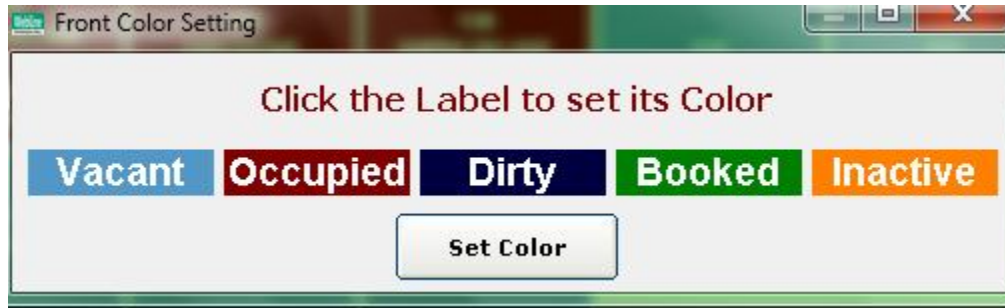 Front Color Setting
Click the Label to set its Color
Vacant Occupied Dirty Booked Inactive
Set Color